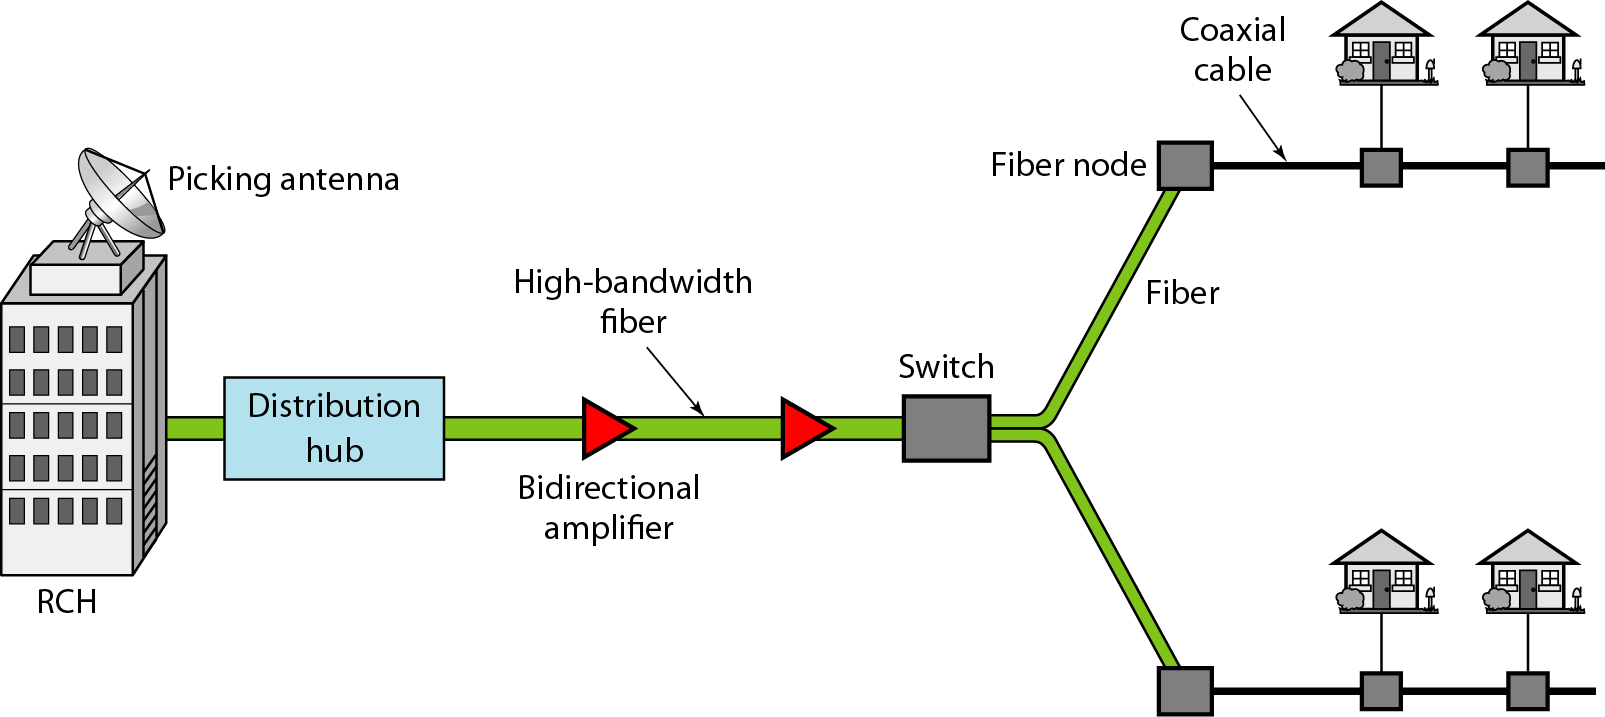 Coaxial
cable
Picking antenna
Fiber node
High-bandwidth
fiber
Fiber
Switch
Distribution
hub
Bidirectional
amplifier
RCH